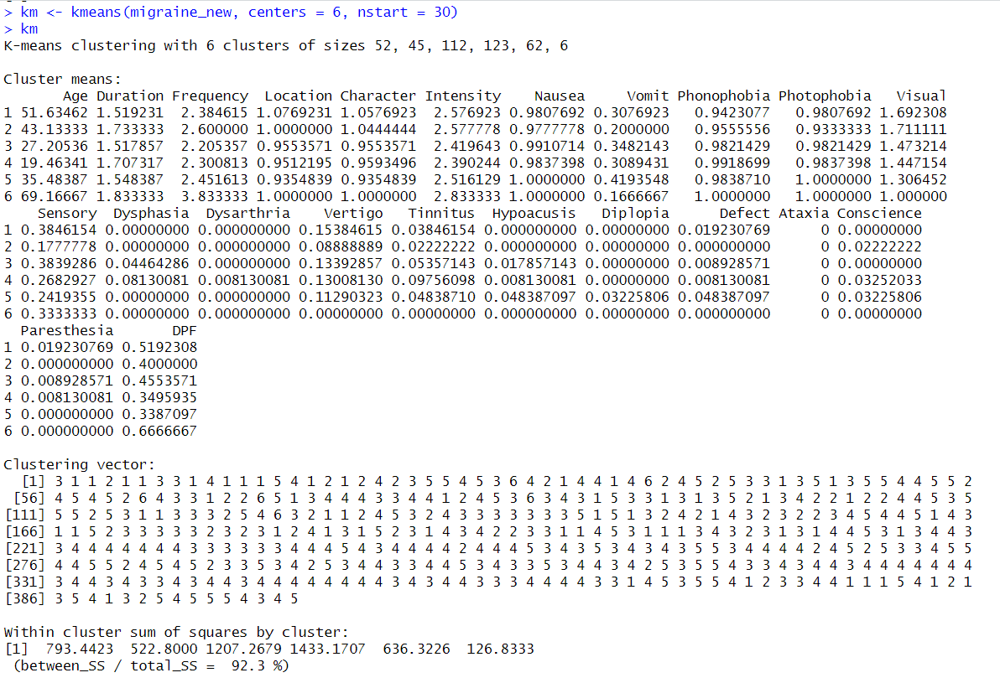 > km <- kmeans(migraine_new, centers = 6, nstart = 30)
> km
K-means clustering with 6 clusters of sizes 52, 45, 112, 123, 62, 6

Cluster means:
       Age Duration Frequency  Location Character Intensity    Nausea     Vomit Phonophobia Photophobia   Visual
1 51.63462 1.519231  2.384615 1.0769231 1.0576923  2.576923 0.9807692 0.3076923   0.9423077   0.9807692 1.692308
2 43.13333 1.733333  2.600000 1.0000000 1.0444444  2.577778 0.9777778 0.2000000   0.9555556   0.9333333 1.711111
3 27.20536 1.517857  2.205357 0.9553571 0.9553571  2.419643 0.9910714 0.3482143   0.9821429   0.9821429 1.473214
4 19.46341 1.707317  2.300813 0.9512195 0.9593496  2.390244 0.9837398 0.3089431   0.9918699   0.9837398 1.447154
5 35.48387 1.548387  2.451613 0.9354839 0.9354839  2.516129 1.0000000 0.4193548   0.9838710   1.0000000 1.306452
6 69.16667 1.833333  3.833333 1.0000000 1.0000000  2.833333 1.0000000 0.1666667   1.0000000   1.0000000 1.000000
    Sensory  Dysphasia  Dysarthria    Vertigo   Tinnitus  Hypoacusis   Diplopia      Defect Ataxia Conscience
1 0.3846154 0.00000000 0.000000000 0.15384615 0.03846154 0.000000000 0.00000000 0.019230769      0 0.00000000
2 0.1777778 0.00000000 0.000000000 0.08888889 0.02222222 0.000000000 0.00000000 0.000000000      0 0.02222222
3 0.3839286 0.04464286 0.000000000 0.13392857 0.05357143 0.017857143 0.00000000 0.008928571      0 0.00000000
4 0.2682927 0.08130081 0.008130081 0.13008130 0.09756098 0.008130081 0.00000000 0.008130081      0 0.03252033
5 0.2419355 0.00000000 0.000000000 0.11290323 0.04838710 0.048387097 0.03225806 0.048387097      0 0.03225806
6 0.3333333 0.00000000 0.000000000 0.00000000 0.00000000 0.000000000 0.00000000 0.000000000      0 0.00000000
  Paresthesia       DPF
1 0.019230769 0.5192308
2 0.000000000 0.4000000
3 0.008928571 0.4553571
4 0.008130081 0.3495935
5 0.000000000 0.3387097
6 0.000000000 0.6666667

Clustering vector:
  [1] 3 1 1 2 1 1 3 3 1 4 1 1 1 5 4 1 2 1 2 4 2 3 5 5 4 5 3 6 4 2 1 4 4 1 4 6 2 4 5 2 5 3 3 1 3 5 1 3 5 5 4 4 5 5 2
 [56] 4 5 4 5 2 6 4 3 3 1 2 2 6 5 1 3 4 4 4 3 3 4 4 1 2 4 5 3 6 3 4 3 1 5 3 3 1 3 1 3 5 2 1 3 4 2 2 1 2 2 4 4 5 3 5
[111] 5 5 2 5 3 1 1 3 3 3 2 5 4 6 3 2 1 1 2 4 5 3 2 4 3 3 3 3 3 3 3 5 1 5 1 3 2 4 2 1 4 3 2 3 2 2 3 4 5 4 4 5 1 4 3
[166] 1 1 5 2 3 3 3 3 3 2 3 2 3 1 2 4 1 3 1 5 2 3 1 4 3 4 2 2 3 3 1 1 4 5 3 1 1 1 3 4 3 2 3 1 3 1 4 4 5 3 1 3 4 4 3
[221] 3 4 4 4 4 4 4 4 3 3 3 3 3 3 4 4 4 5 4 3 4 4 4 4 2 4 4 4 5 3 4 3 5 3 4 3 4 3 5 5 3 4 4 4 4 2 4 5 2 5 3 3 4 5 5
[276] 4 4 5 5 2 4 5 4 5 2 3 3 5 3 4 2 5 3 4 4 3 3 4 4 5 3 4 3 3 5 3 4 4 3 4 2 5 3 5 5 4 3 3 4 3 4 4 3 4 4 4 4 4 4 4
[331] 3 4 4 3 4 3 3 4 3 4 4 3 4 4 4 4 4 4 4 4 3 4 3 4 4 3 3 3 4 4 4 4 3 3 1 4 5 3 5 5 4 1 2 3 3 4 4 1 1 1 5 4 1 2 1
[386] 3 5 4 1 3 2 5 4 5 5 5 4 3 4 5

Within cluster sum of squares by cluster:
[1]  793.4423  522.8000 1207.2679 1433.1707  636.3226  126.8333
 (between_SS / total_SS =  92.3 %)